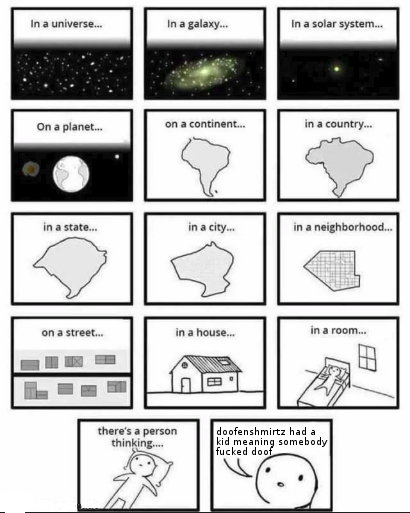 In a universe...
In a galaxy...
In a solar system...
On a planet...
on a continent...
in a country...
in a state...
in a city...
in a neighborhood...
on a street...
in a house...
in a room...
there's a person
thinking....
doofenshmirtz had a
kid meaning somebody
fucked doof